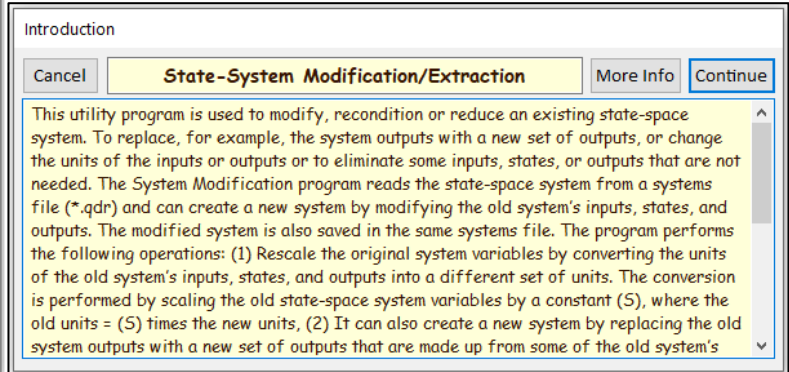 Introduction
Cancel State-System Modification/Extraction More Info Continue
This utility program is used to modify, recondition or reduce an existing state-space
system. To replace, for example, the system outputs with a new set of outputs, or change
the units of the inputs or outputs or to eliminate some inputs, states, or outputs that are not
needed. The System Modification program reads the state-space system from a systems
file (*.qdr) and can create a new system by modifying the old system's inputs, states, and
outputs. The modified system is also saved in the same systems file. The program performs
the following operations: (1) Rescale the original system variables by converting the units
of the old system's inputs, states, and outputs into a different set of units. The conversion
is performed by scaling the old state-space system variables by a constant (S), where the
old units = (S) times the new units, (2) It can also create a new system by replacing the old
system outputs with a new set of outputs that are made up from some of the old system's